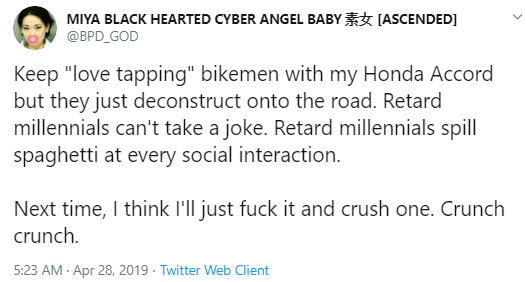 MIYA BLACK HEARTED CYBER ANGEL BABY 素女 [ASCENDED]
@BPD_GOD
Keep "love tapping" bikemen with my Honda Accord
but they just deconstruct onto the road. Retard
millennials can't take a joke. Retard millennials spill
spaghetti at every social interaction.
Next time, I think I'll just fuck it and crush one. Crunch
crunch.
5:23 AM · Apr 28, 2019 · Twitter Web Client